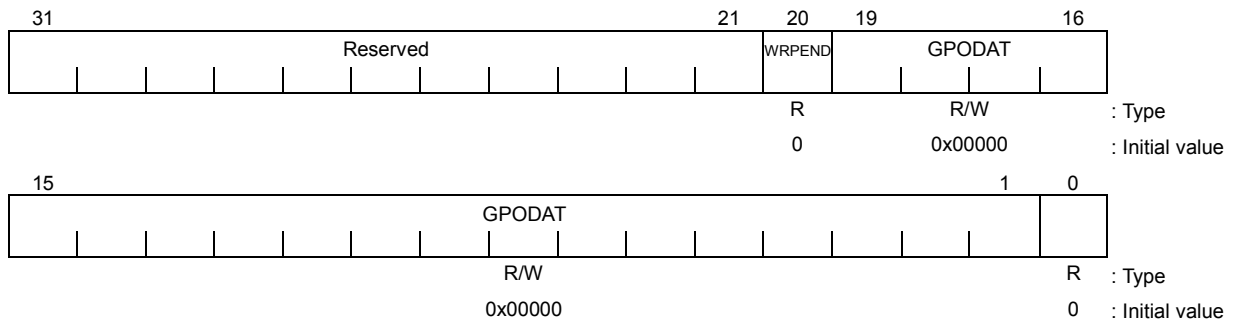 31 21 20 19 16
Reserved WRPEND GPODAT
R R/W : Type
0 0x00000 : Initial value
15 1 0
GPODAT
R/W R : Type
0x00000 0 : Initial value